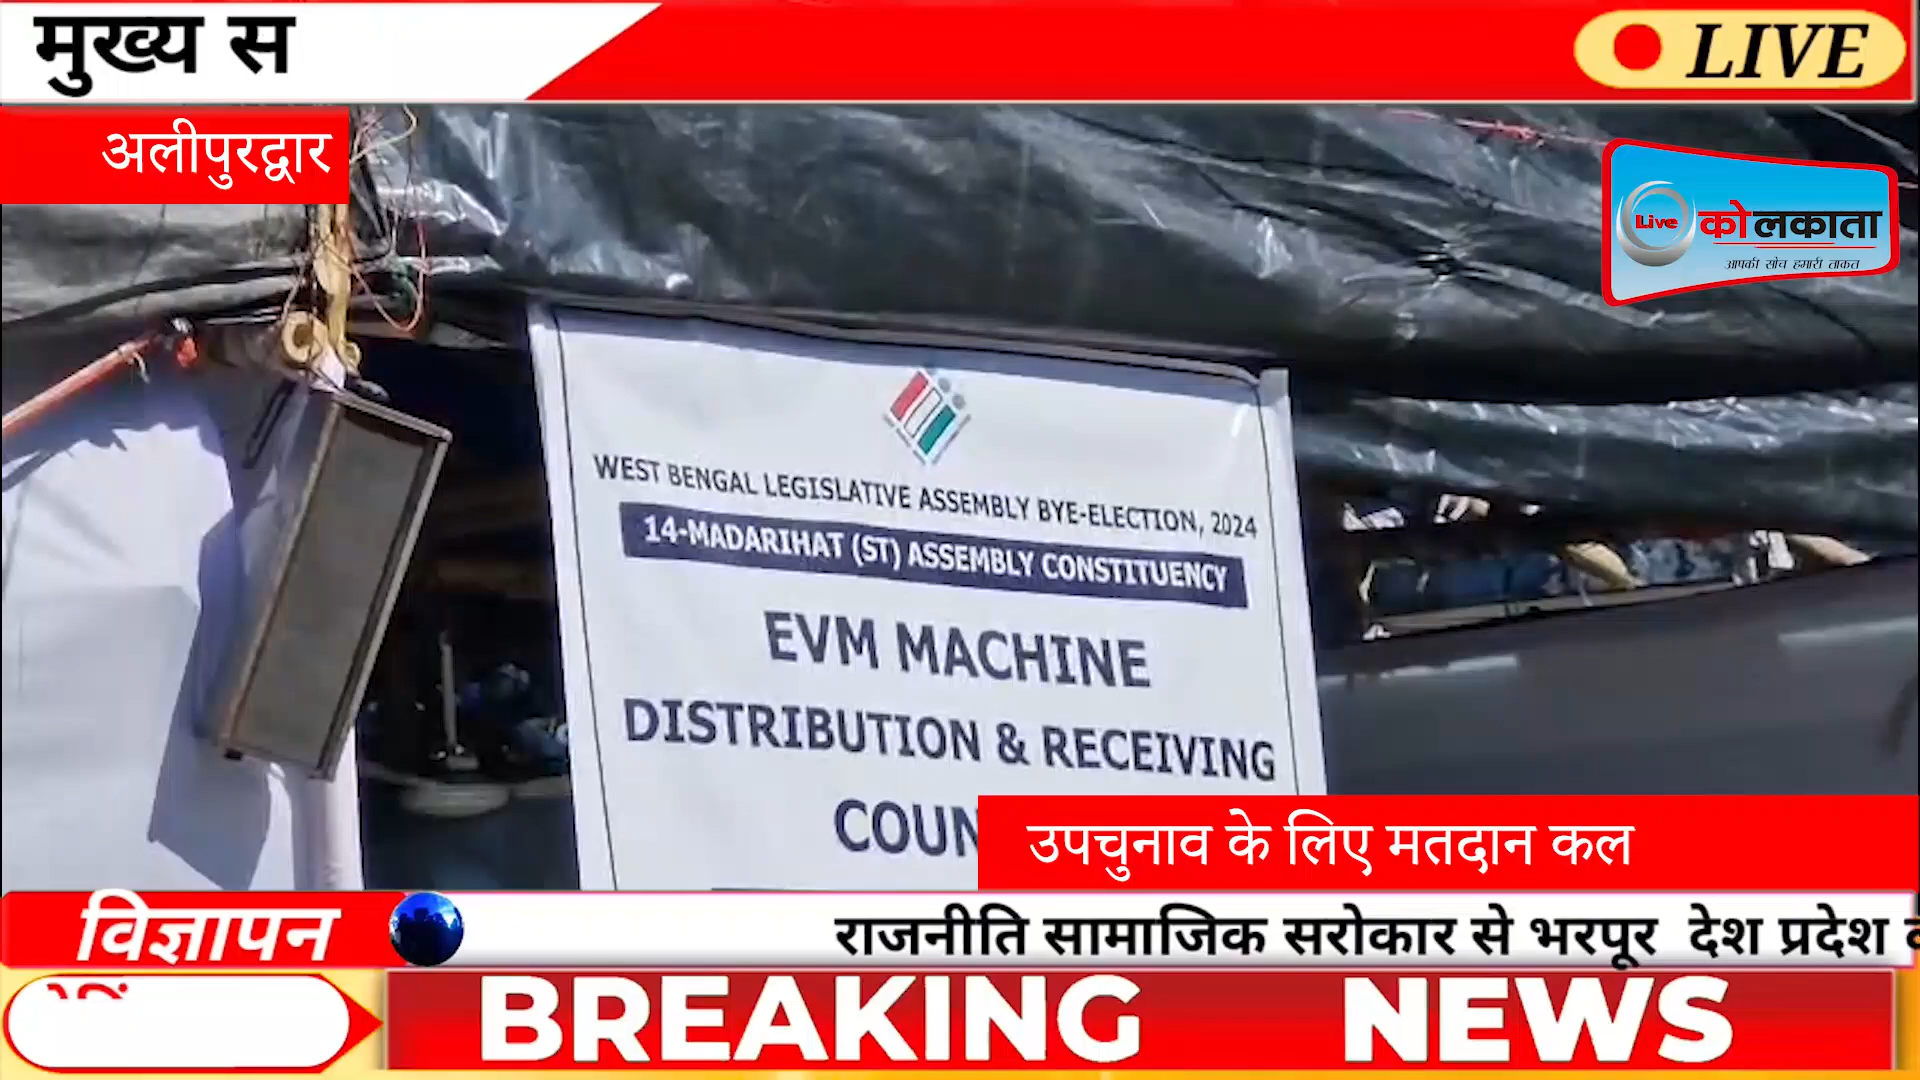 मुख्य स
LIVE
अलीपुरद्वार
Live कोलकाता
आपकी सोच हमारी ताकत
WEST BENGAL LEGISLATIVE ASSEMBLY BYE-ELECTION, 2024
14-MADARIHAT (ST) ASSEMBLY CONSTITUENCY
EVM MACHINE
DISTRIBUTION & RECEIVING
COUN
उपचुनाव के लिए मतदान कल
विज्ञापन
राजनीति सामाजिक सरोकार से भरपूर देश प्रदेश
BREAKING NEWS